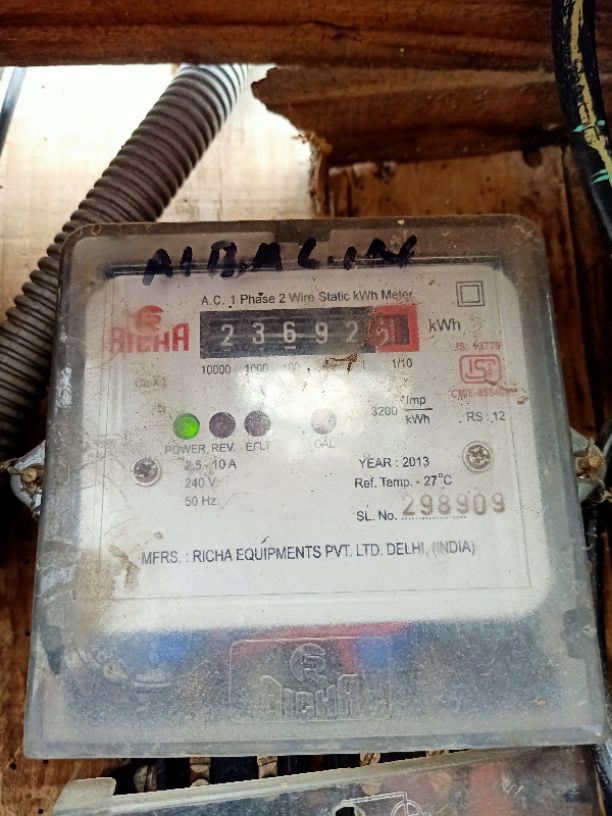 A.C. 1 Phase 2 Wire Static kWh Meter
RICHA
2 3 6 9 2
kWh
10000 1000 100 1 1/10
IS: 13779
ISI
3200 Imp/kWh
RS : 12
POWER REV. E/LT CAL
2.5 - 10 A
240 V.
50 Hz.
YEAR : 2013
Ref. Temp. - 27°C
SL. No. 298909
MFRS. : RICHA EQUIPMENTS PVT. LTD. DELHI, (INDIA)
RICHA